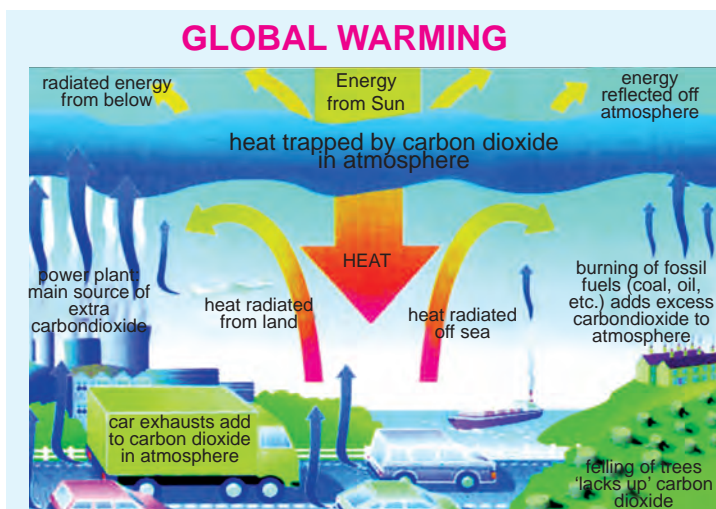 GLOBAL WARMING
radiated energy
from below
Energy
from Sun
energy
reflected off
atmosphere
heat trapped by carbon dioxide
in atmosphere
power plant:
main source of
extra
carbondioxide
heat radiated
from land
HEAT
heat radiated
off sea
burning of fossil
fuels (coal, oil,
etc.) adds excess
carbondioxide to
atmosphere
car exhausts add
to carbon dioxide
in atmosphere
felling of trees
'lacks up' carbon
dioxide